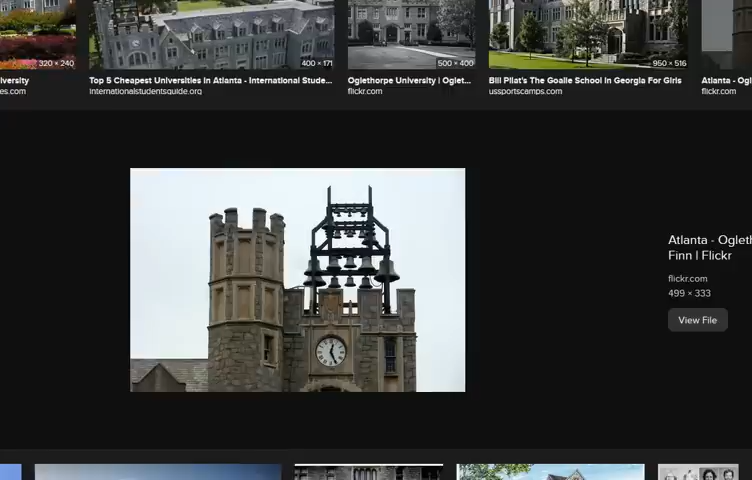 iversity
es.com
320 × 240
Top 5 Cheapest Universities in Atlanta - International Stude...
internationalstudentsguide.org
400 × 171
Oglethorpe University | Oglet...
flickr.com
500 × 400
Bill Pilat's The Goalie School in Georgia For Girls
ussportscamps.com
950 × 516
Atlanta - Ogl
flickr.com
Atlanta - Ogleth
Finn | Flickr
flickr.com
499 × 333
View File